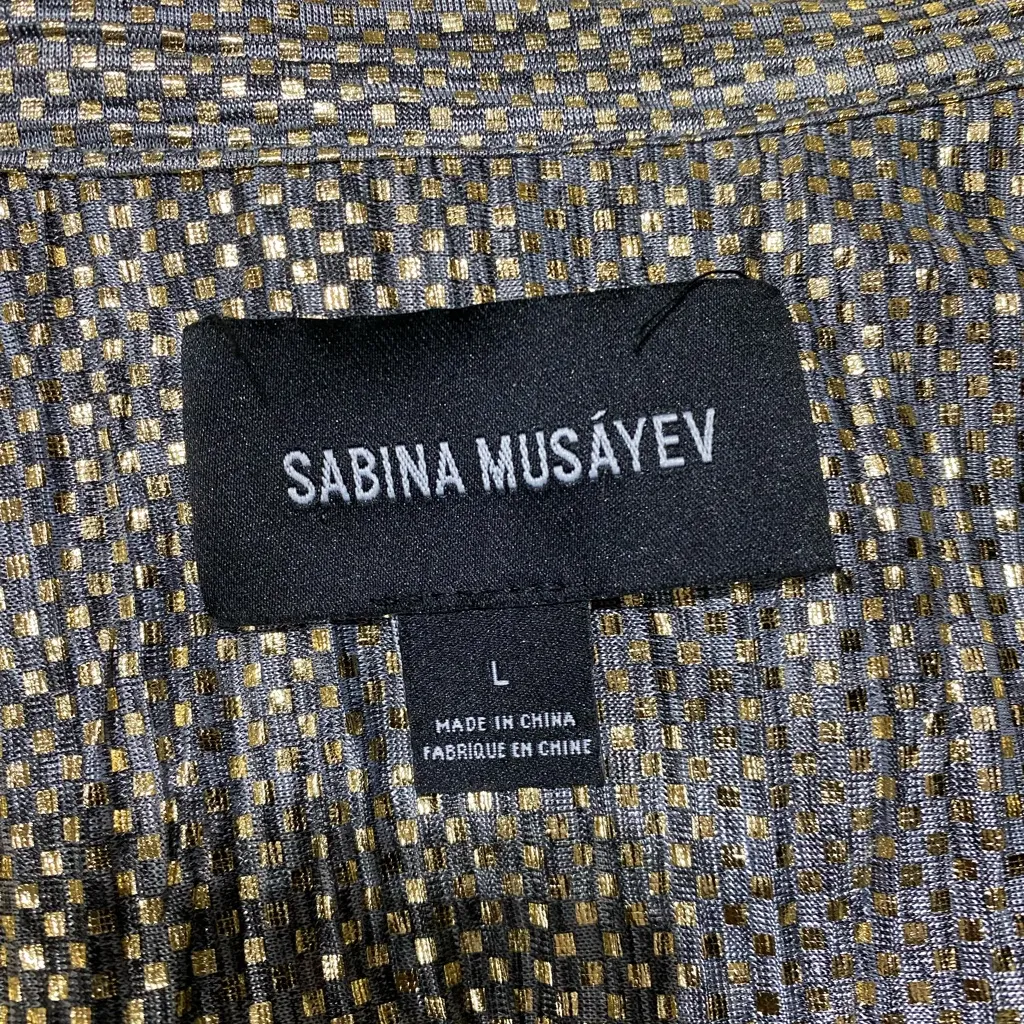 SABINA MUSÁYEV
L
MADE IN CHINA
FABRIQUE EN CHINE